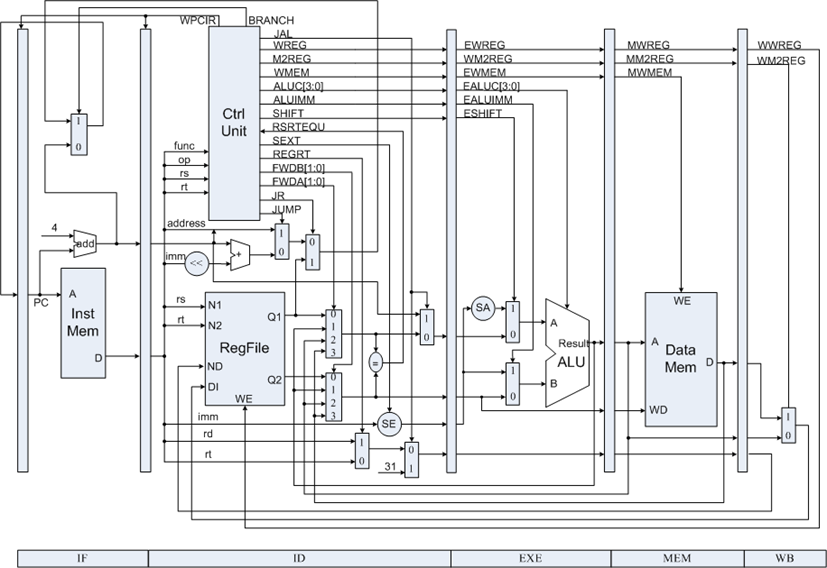 WPCIR BRANCH
JAL
WREG EWREG MWREG WWREG
M2REG WM2REG MM2REG WM2REG
WMEM EWMEM MWMEM
ALUC[3:0] EALUC[3:0]
ALUIMM EALUIMM
SHIFT ESHIFT
RSRTEQU
SEXT
REGRT
FWDB[1:0]
FWDA[1:0]
JR
JUMP
Ctrl
Unit
func
op
rs
rt
1
0
4
add
address
imm
<<
+
1
0
0
1
PC
A
Inst
Mem
D
rs N1
rt N2
RegFile
ND
DI
WE
Q1
Q2
0
1
2
3
0
1
2
3
=
1
0
imm
SE
rd
rt
1
0
0
1
31
SA
1
0
1
0
A
Result
ALU
B
WE
A
Data
Mem
D
WD
1
0
IF ID EXE MEM WB